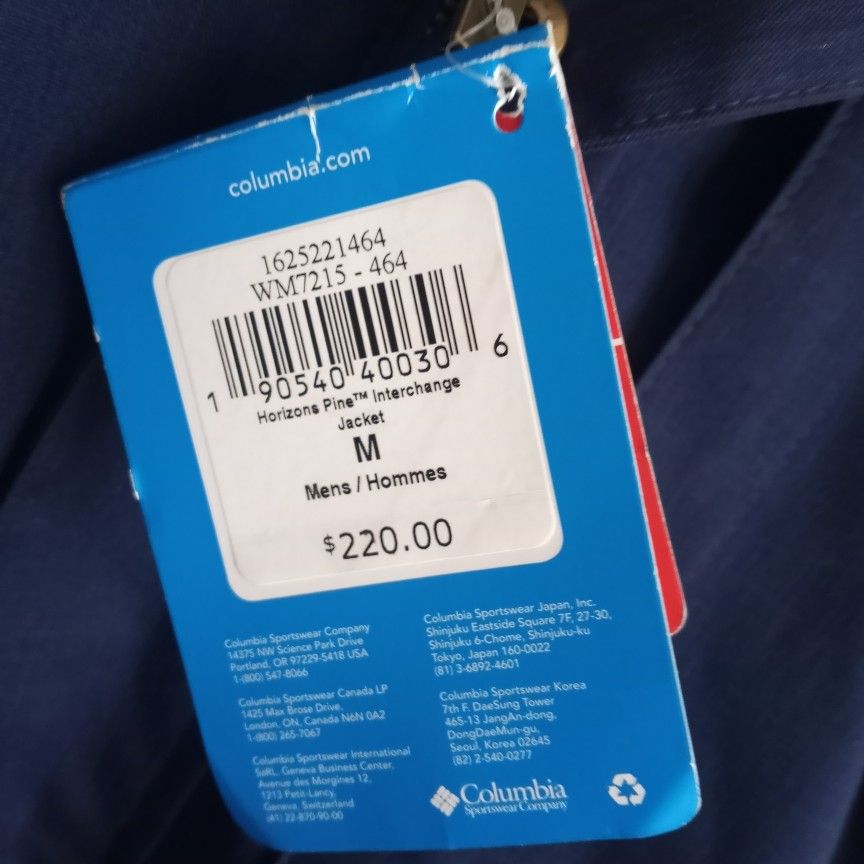 columbia.com
1625221464
WM7215 - 464
1 90540 40030 6
Horizons Pine™ Interchange
Jacket
M
Mens / Hommes
$220.00
Columbia Sportswear Company
14375 NW Science Park Drive
Portland, OR 97229-5418 USA
1-(800) 547-8066
Columbia Sportswear Canada LP
1425 Max Brose Drive,
London, ON, Canada N6N 0A2
1-(800) 265-7067
Columbia Sportswear International
SaRL, Geneva Business Center,
Avenue des Morgines 12,
1213 Petit-Lancy,
Geneva, Switzerland
(41) 22-870-90-00
Columbia Sportswear Japan, Inc.
Shinjuku Eastside Square 7F, 27-30,
Shinjuku 6-Chome, Shinjuku-ku
Tokyo, Japan 160-0022
(81) 3-6892-4601
Columbia Sportswear Korea
7th F. DaeSung Tower
465-13 JangAn-dong,
DongDaeMun-gu,
Seoul, Korea 02645
(82) 2-540-0277
Columbia
Sportswear Company